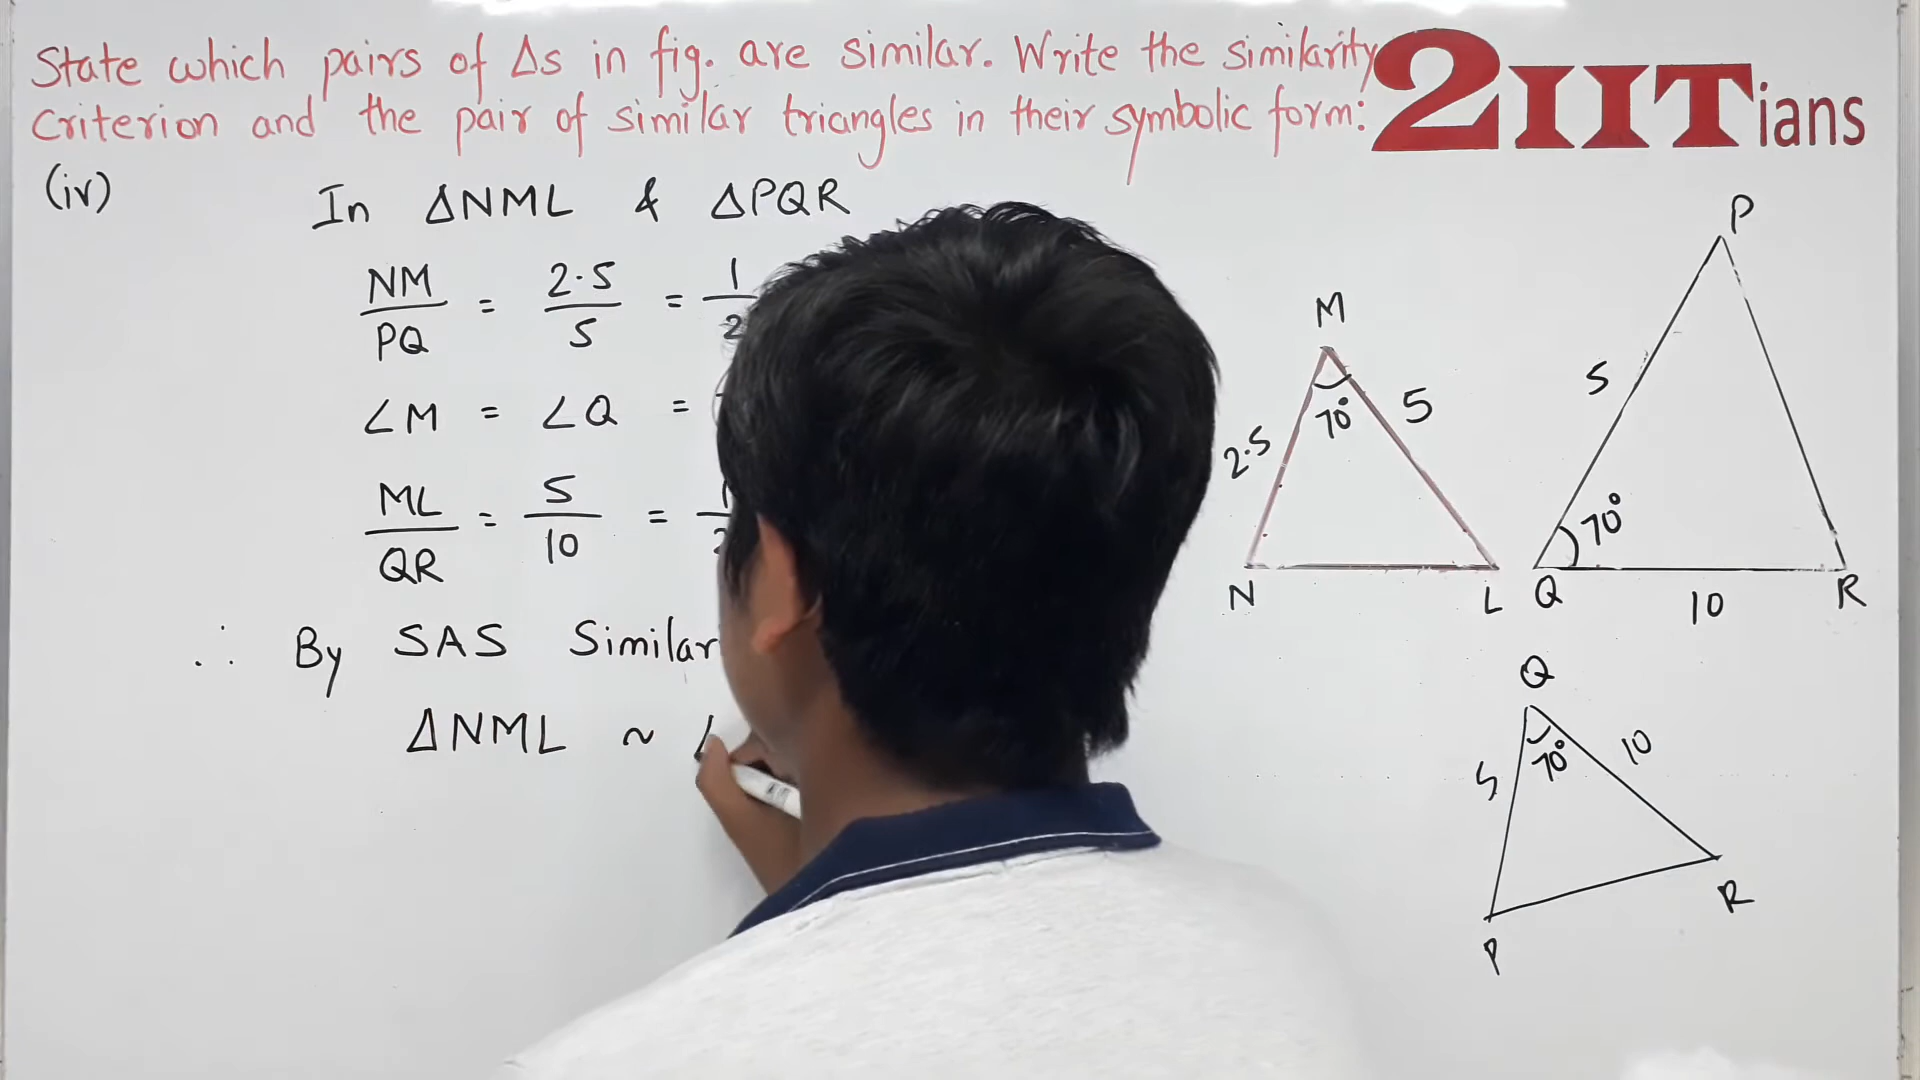 State which pairs of Δs in fig. are similar. Write the similarity
criterion and the pair of similar triangles in their symbolic form:
2IITians
(iv) In ΔNML & ΔPQR
NM/PQ = 2.5/5 = 1/2
∠M = ∠Q =
ML/QR = 5/10 =
∴ By SAS Similar
ΔNML ~
M
70°
2.5
5
N
L
P
5
70°
Q
10
R
Q
70°
5
10
P
R